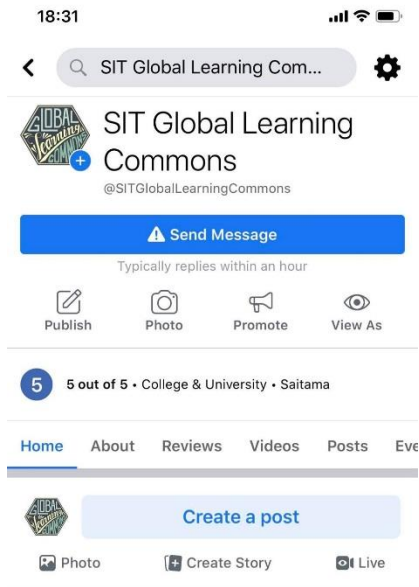 18:31
SIT Global Learning Com...
GLOBAL
Learning
COMMONS
SIT Global Learning
Commons
@SITGlobalLearningCommons
Send Message
Typically replies within an hour
Publish Photo Promote View As
5 5 out of 5 • College & University • Saitama
Home About Reviews Videos Posts Eve
GLOBAL
Learning
Create a post
Photo Create Story Live